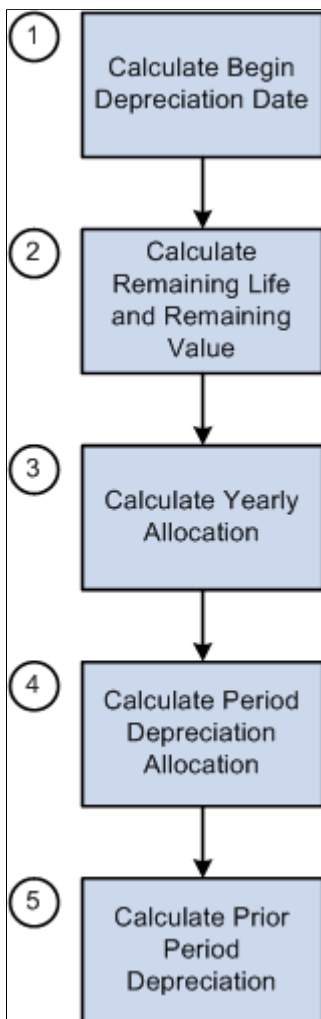 1
Calculate Begin
Depreciation Date
2
Calculate
Remaining Life
and Remaining
Value
3
Calculate Yearly
Allocation
4
Calculate Period
Depreciation
Allocation
5
Calculate Prior
Period
Depreciation